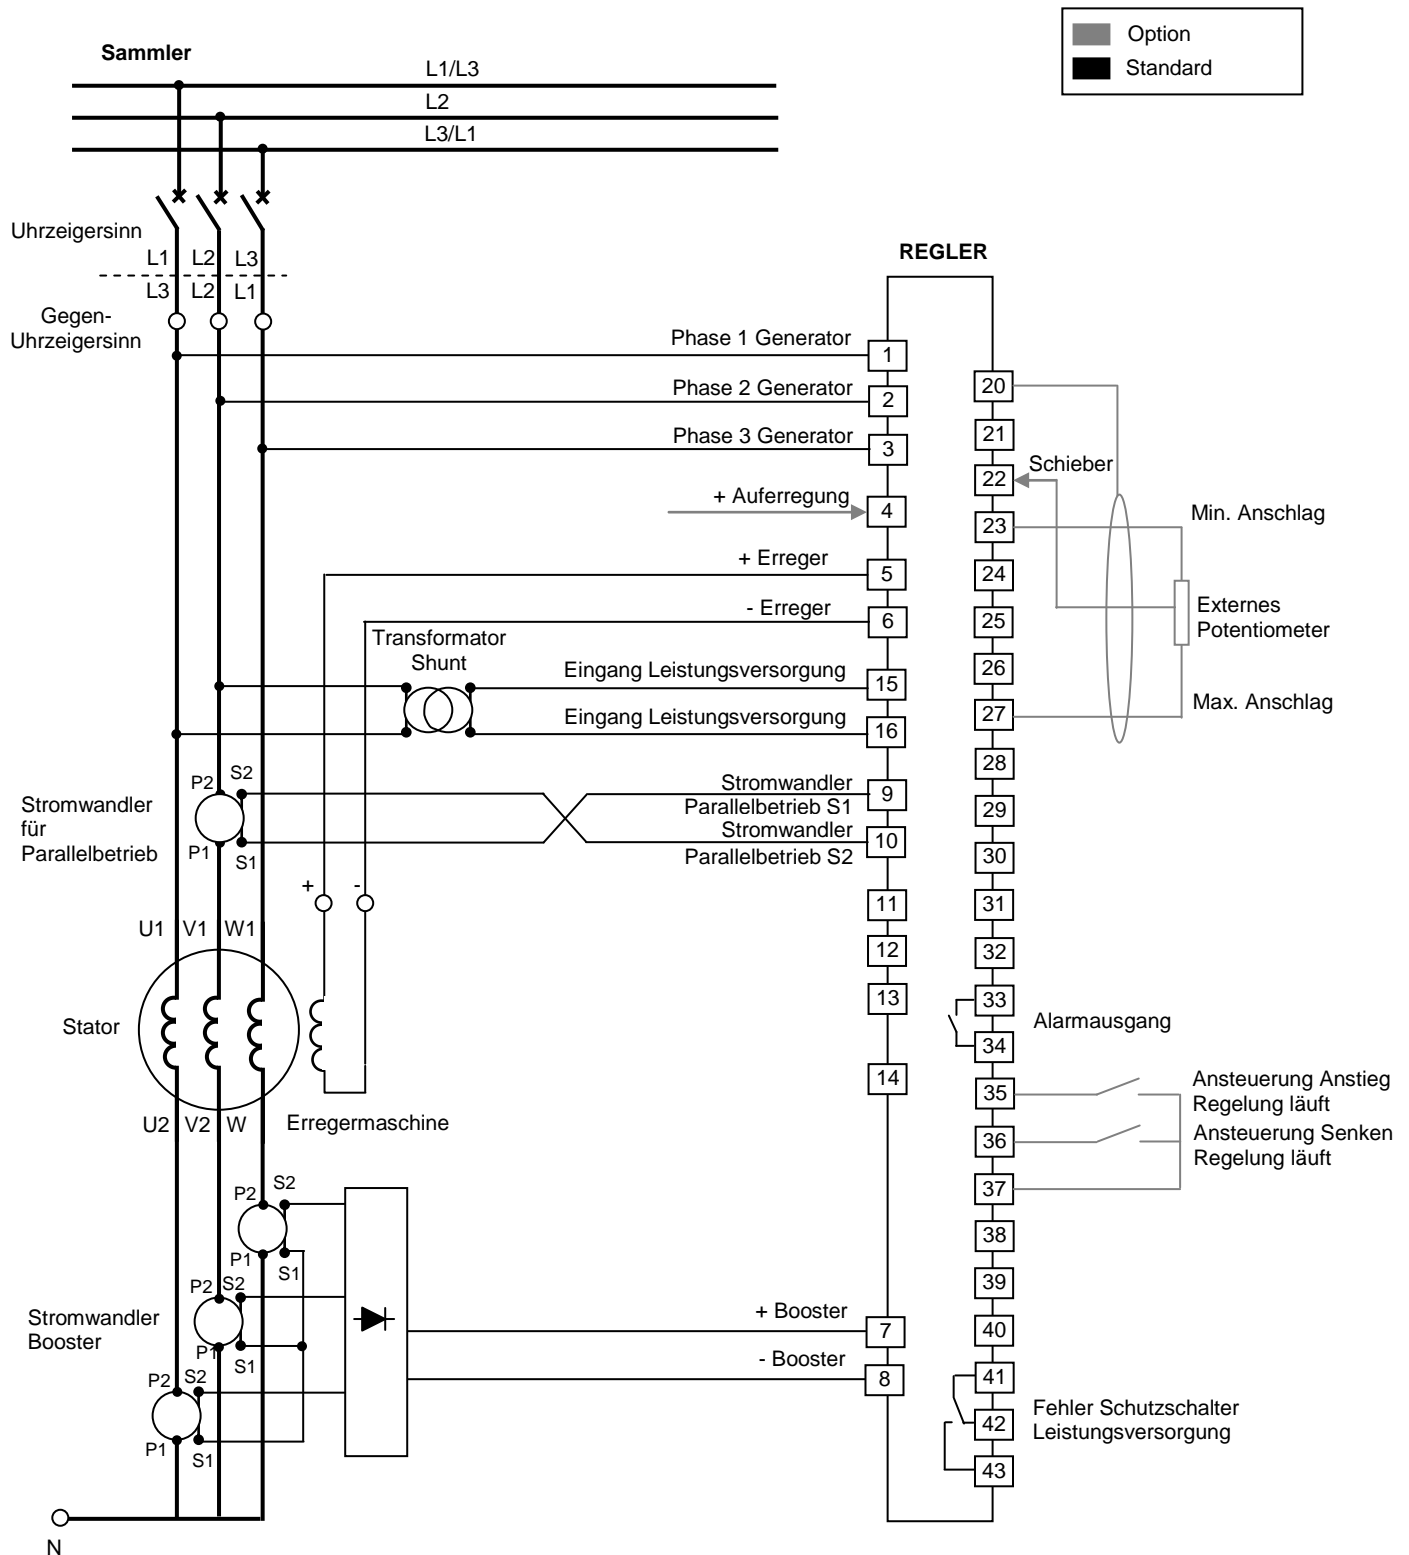 Option
Standard
Sammler
L1/L3
L2
L3/L1
Uhrzeigersinn
L1 L2 L3
L3 L2 L1
Gegen-
Uhrzeigersinn
REGLER
Phase 1 Generator
1
Phase 2 Generator
2
Phase 3 Generator
3
+ Auferregung
4
+ Erreger
5
- Erreger
6
Transformator
Shunt
Eingang Leistungsversorgung
15
Eingang Leistungsversorgung
16
P2 S2
Stromwandler
für
Parallelbetrieb
P1 S1
Stromwandler
Parallelbetrieb S1
9
Stromwandler
Parallelbetrieb S2
10
+ -
11
12
13
14
U1 V1 W1
Stator
U2 V2 W
Erregermaschine
P2 S2
P1 S1
P2 S2
P1 S1
Stromwandler
Booster
P2 S2
P1 S1
+ Booster
7
- Booster
8
N
20
21
22
Schieber
23
Min. Anschlag
24
25
Externes
Potentiometer
26
27
Max. Anschlag
28
29
30
31
32
33
Alarmausgang
34
35
Ansteuerung Anstieg
Regelung läuft
36
Ansteuerung Senken
Regelung läuft
37
38
39
40
41
42
Fehler Schutzschalter
Leistungsversorgung
43